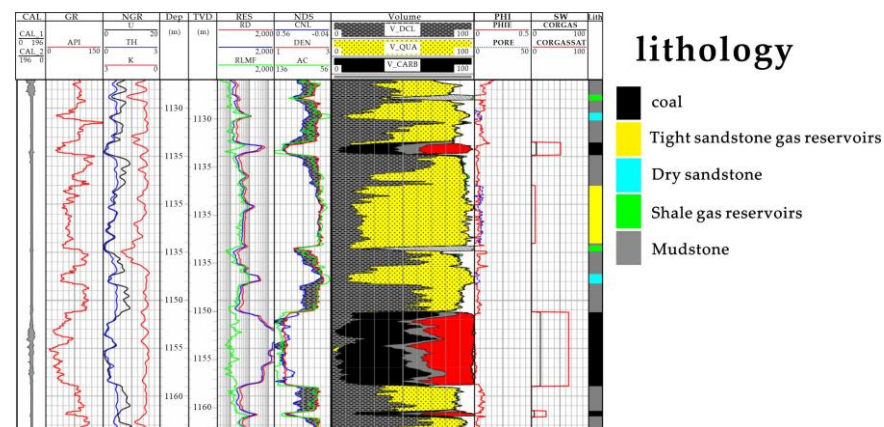 CAL GR NGR Dep TVD RES NDS Volume PHI SW Lith
U (m) (m) RD CNL PHIE CORGAS
CAL_1 0 20 0.56 -0.04 V_DCL 0 0.5 0 100
0 196 API TH 2,000 DEN 0 100 PORE CORGASSAT
CAL_2 0 150 1 3 V_QUA 0 50 0 100
196 0 K RLMF AC 0 100
3 0 2,000 136 56 V_CARB
0 100
lithology
coal
Tight sandstone gas reservoirs
Dry sandstone
Shale gas reservoirs
Mudstone
1130 1130
1135 1135
1135 1135
1135 1135
1150 1150
1155 1155
1160 1160